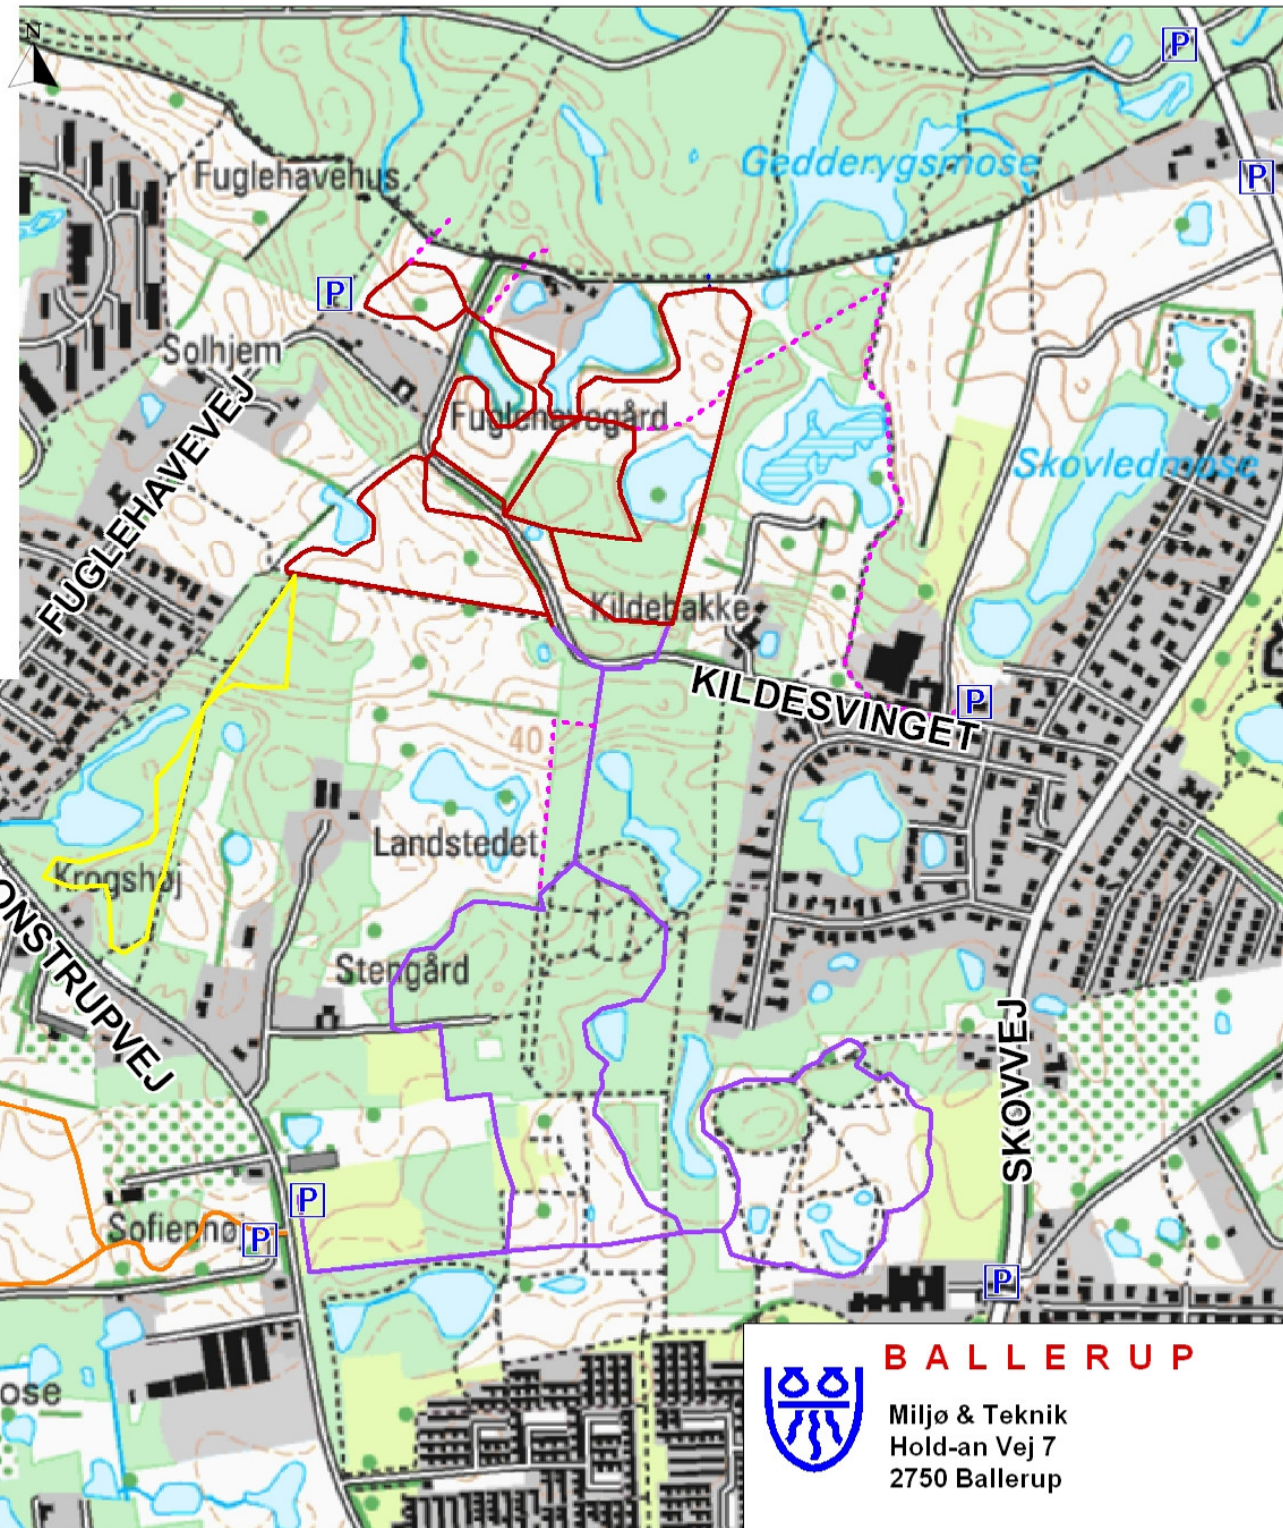 N
P
Gedderygsmose
Fuglehavehus
P
P
Solhjem
Fuglehavegård
FUGLEHAVEVEJ
Skovledmose
Kildebakke
KILDESVINGET
P
40
Landstedet
Krogshøj
ONSTRUPVEJ
Stengård
SKOVVEJ
P
Sofienhøj
P
P
ose
BALLERUP
Miljø & Teknik
Hold-an Vej 7
2750 Ballerup